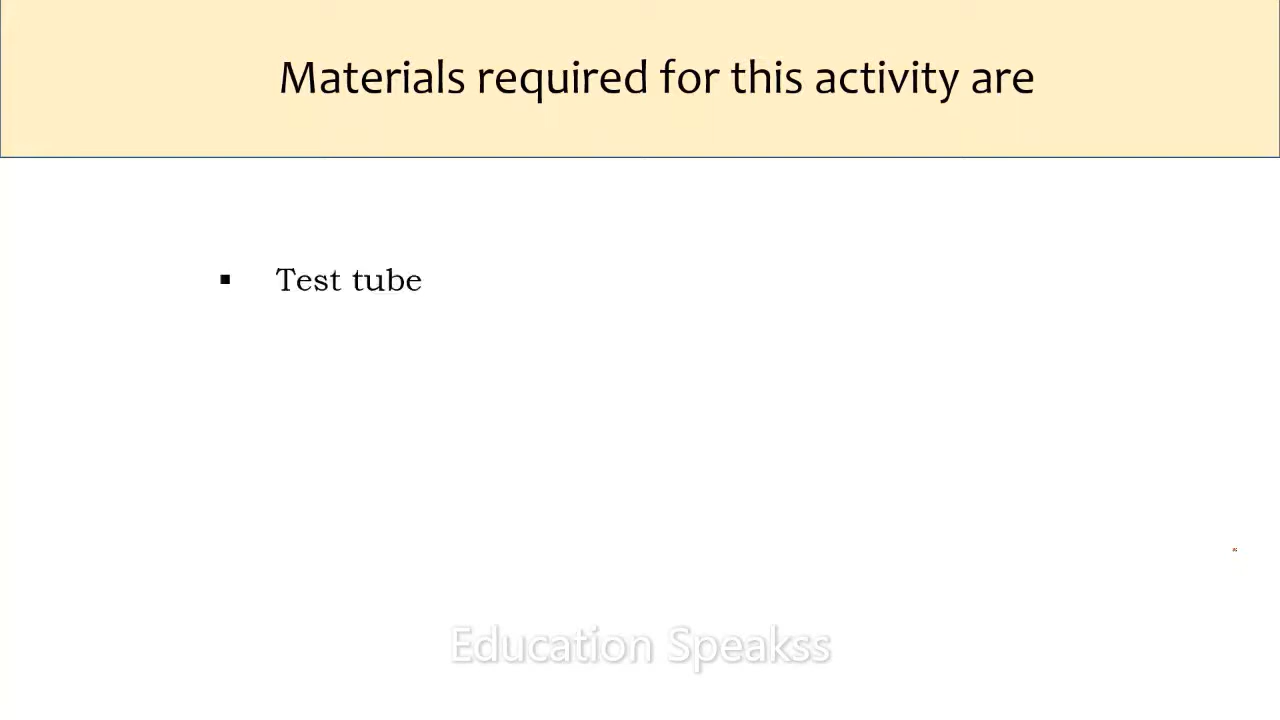 Materials required for this activity are
▪ Test tube
Education Speakss